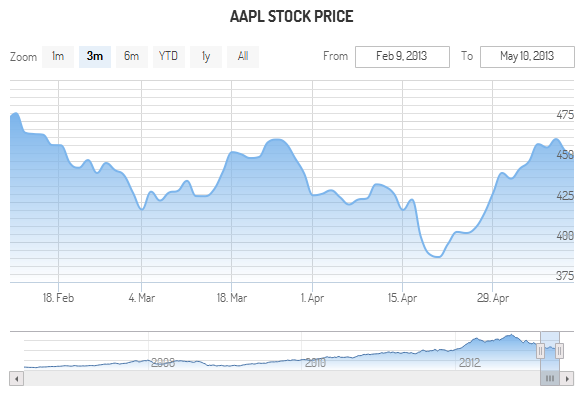 AAPL STOCK PRICE
Zoom 1m 3m 6m YTD 1y All From Feb 9, 2013 To May 10, 2013
475
450
425
400
375
18. Feb 4. Mar 18. Mar 1. Apr 15. Apr 29. Apr
2008 2010 2012